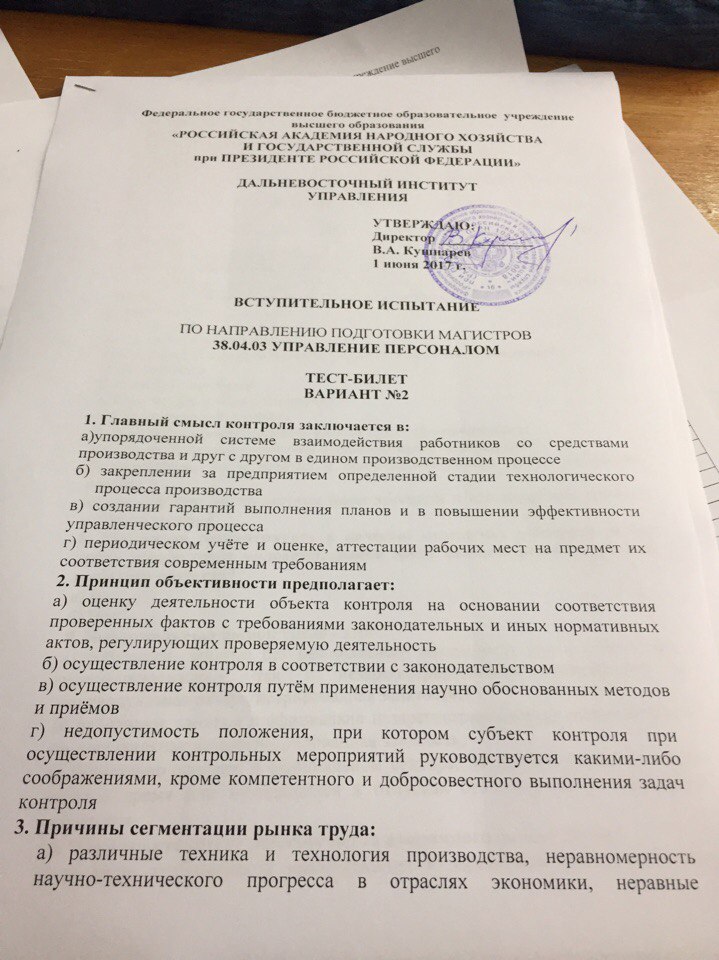 реждение высшего
Федеральное государственное бюджетное образовательное учреждение
высшего образования
«РОССИЙСКАЯ АКАДЕМИЯ НАРОДНОГО ХОЗЯЙСТВА
И ГОСУДАРСТВЕННОЙ СЛУЖБЫ
при ПРЕЗИДЕНТЕ РОССИЙСКОЙ ФЕДЕРАЦИИ»
ДАЛЬНЕВОСТОЧНЫЙ ИНСТИТУТ
УПРАВЛЕНИЯ
УТВЕРЖДАЮ:
Директор
В.А. Кушнарев
1 июня 2017 г.
ВСТУПИТЕЛЬНОЕ ИСПЫТАНИЕ
ПО НАПРАВЛЕНИЮ ПОДГОТОВКИ МАГИСТРОВ
38.04.03 УПРАВЛЕНИЕ ПЕРСОНАЛОМ
ТЕСТ-БИЛЕТ
ВАРИАНТ №2
1. Главный смысл контроля заключается в:
а)упорядоченной системе взаимодействия работников со средствами
производства и друг с другом в едином производственном процессе
б) закреплении за предприятием определенной стадии технологического
процесса производства
в) создании гарантий выполнения планов и в повышении эффективности
управленческого процесса
г) периодическом учёте и оценке, аттестации рабочих мест на предмет их
соответствия современным требованиям
2. Принцип объективности предполагает:
а) оценку деятельности объекта контроля на основании соответствия
проверенных фактов с требованиями законодательных и иных нормативных
актов, регулирующих проверяемую деятельность
б) осуществление контроля в соответствии с законодательством
в) осуществление контроля путём применения научно обоснованных методов
и приёмов
г) недопустимость положения, при котором субъект контроля при
осуществлении контрольных мероприятий руководствуется какими-либо
соображениями, кроме компетентного и добросовестного выполнения задач
контроля
3. Причины сегментации рынка труда:
а) различные техника и технология производства, неравномерность
научно-технического прогресса в отраслях экономики, неравные